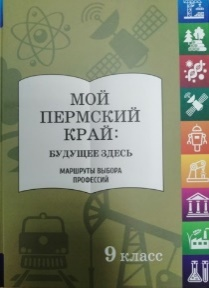 МОЙ
ПЕРМСКИЙ
КРАЙ:
БУДУЩЕЕ ЗДЕСЬ
МАРШРУТЫ ВЫБОРА
ПРОФЕССИЙ
9 класс